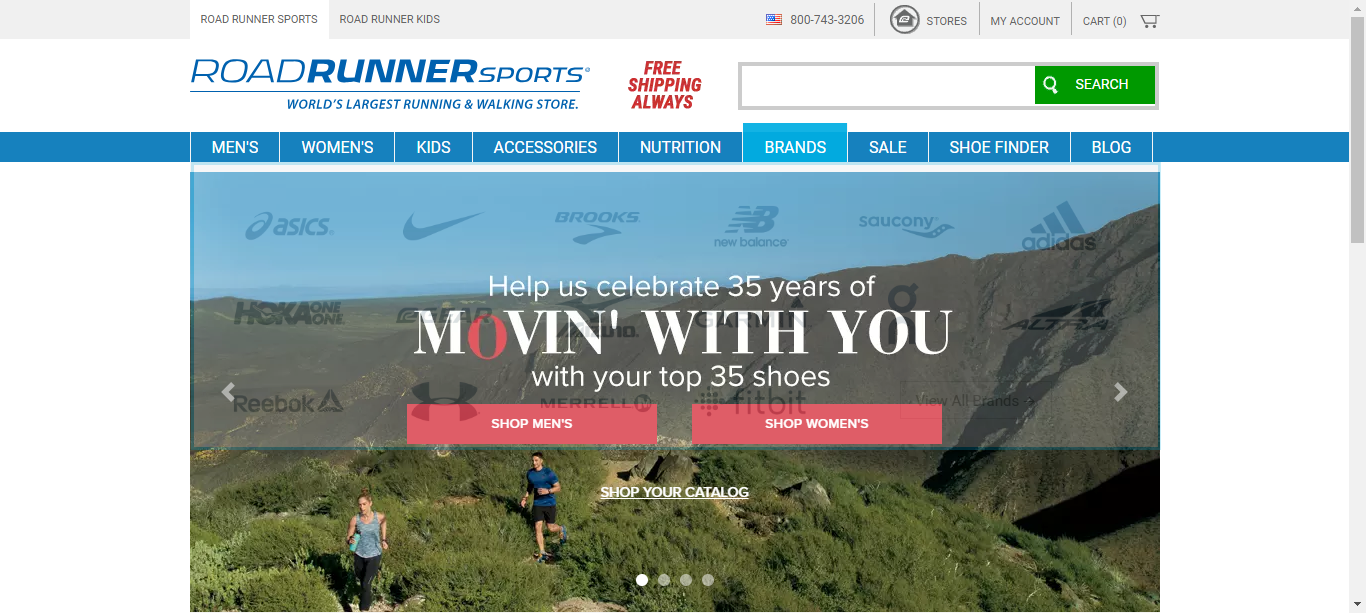 ROAD RUNNER SPORTS
ROAD RUNNER KIDS
800-743-3206
STORES
MY ACCOUNT
CART (0)
ROADRUNNERSPORTS®
WORLD'S LARGEST RUNNING & WALKING STORE.
FREE
SHIPPING
ALWAYS
SEARCH
MEN'S
WOMEN'S
KIDS
ACCESSORIES
NUTRITION
BRANDS
SALE
SHOE FINDER
BLOG
asics
BROOKS
new balance
saucony
adidas
Help us celebrate 35 years of
HOKA ONE ONE
GARMIN
ALTRA
MOVIN' WITH YOU
with your top 35 shoes
Reebok
MERRELL
fitbit
View All Brands →
SHOP MEN'S
SHOP WOMEN'S
SHOP YOUR CATALOG